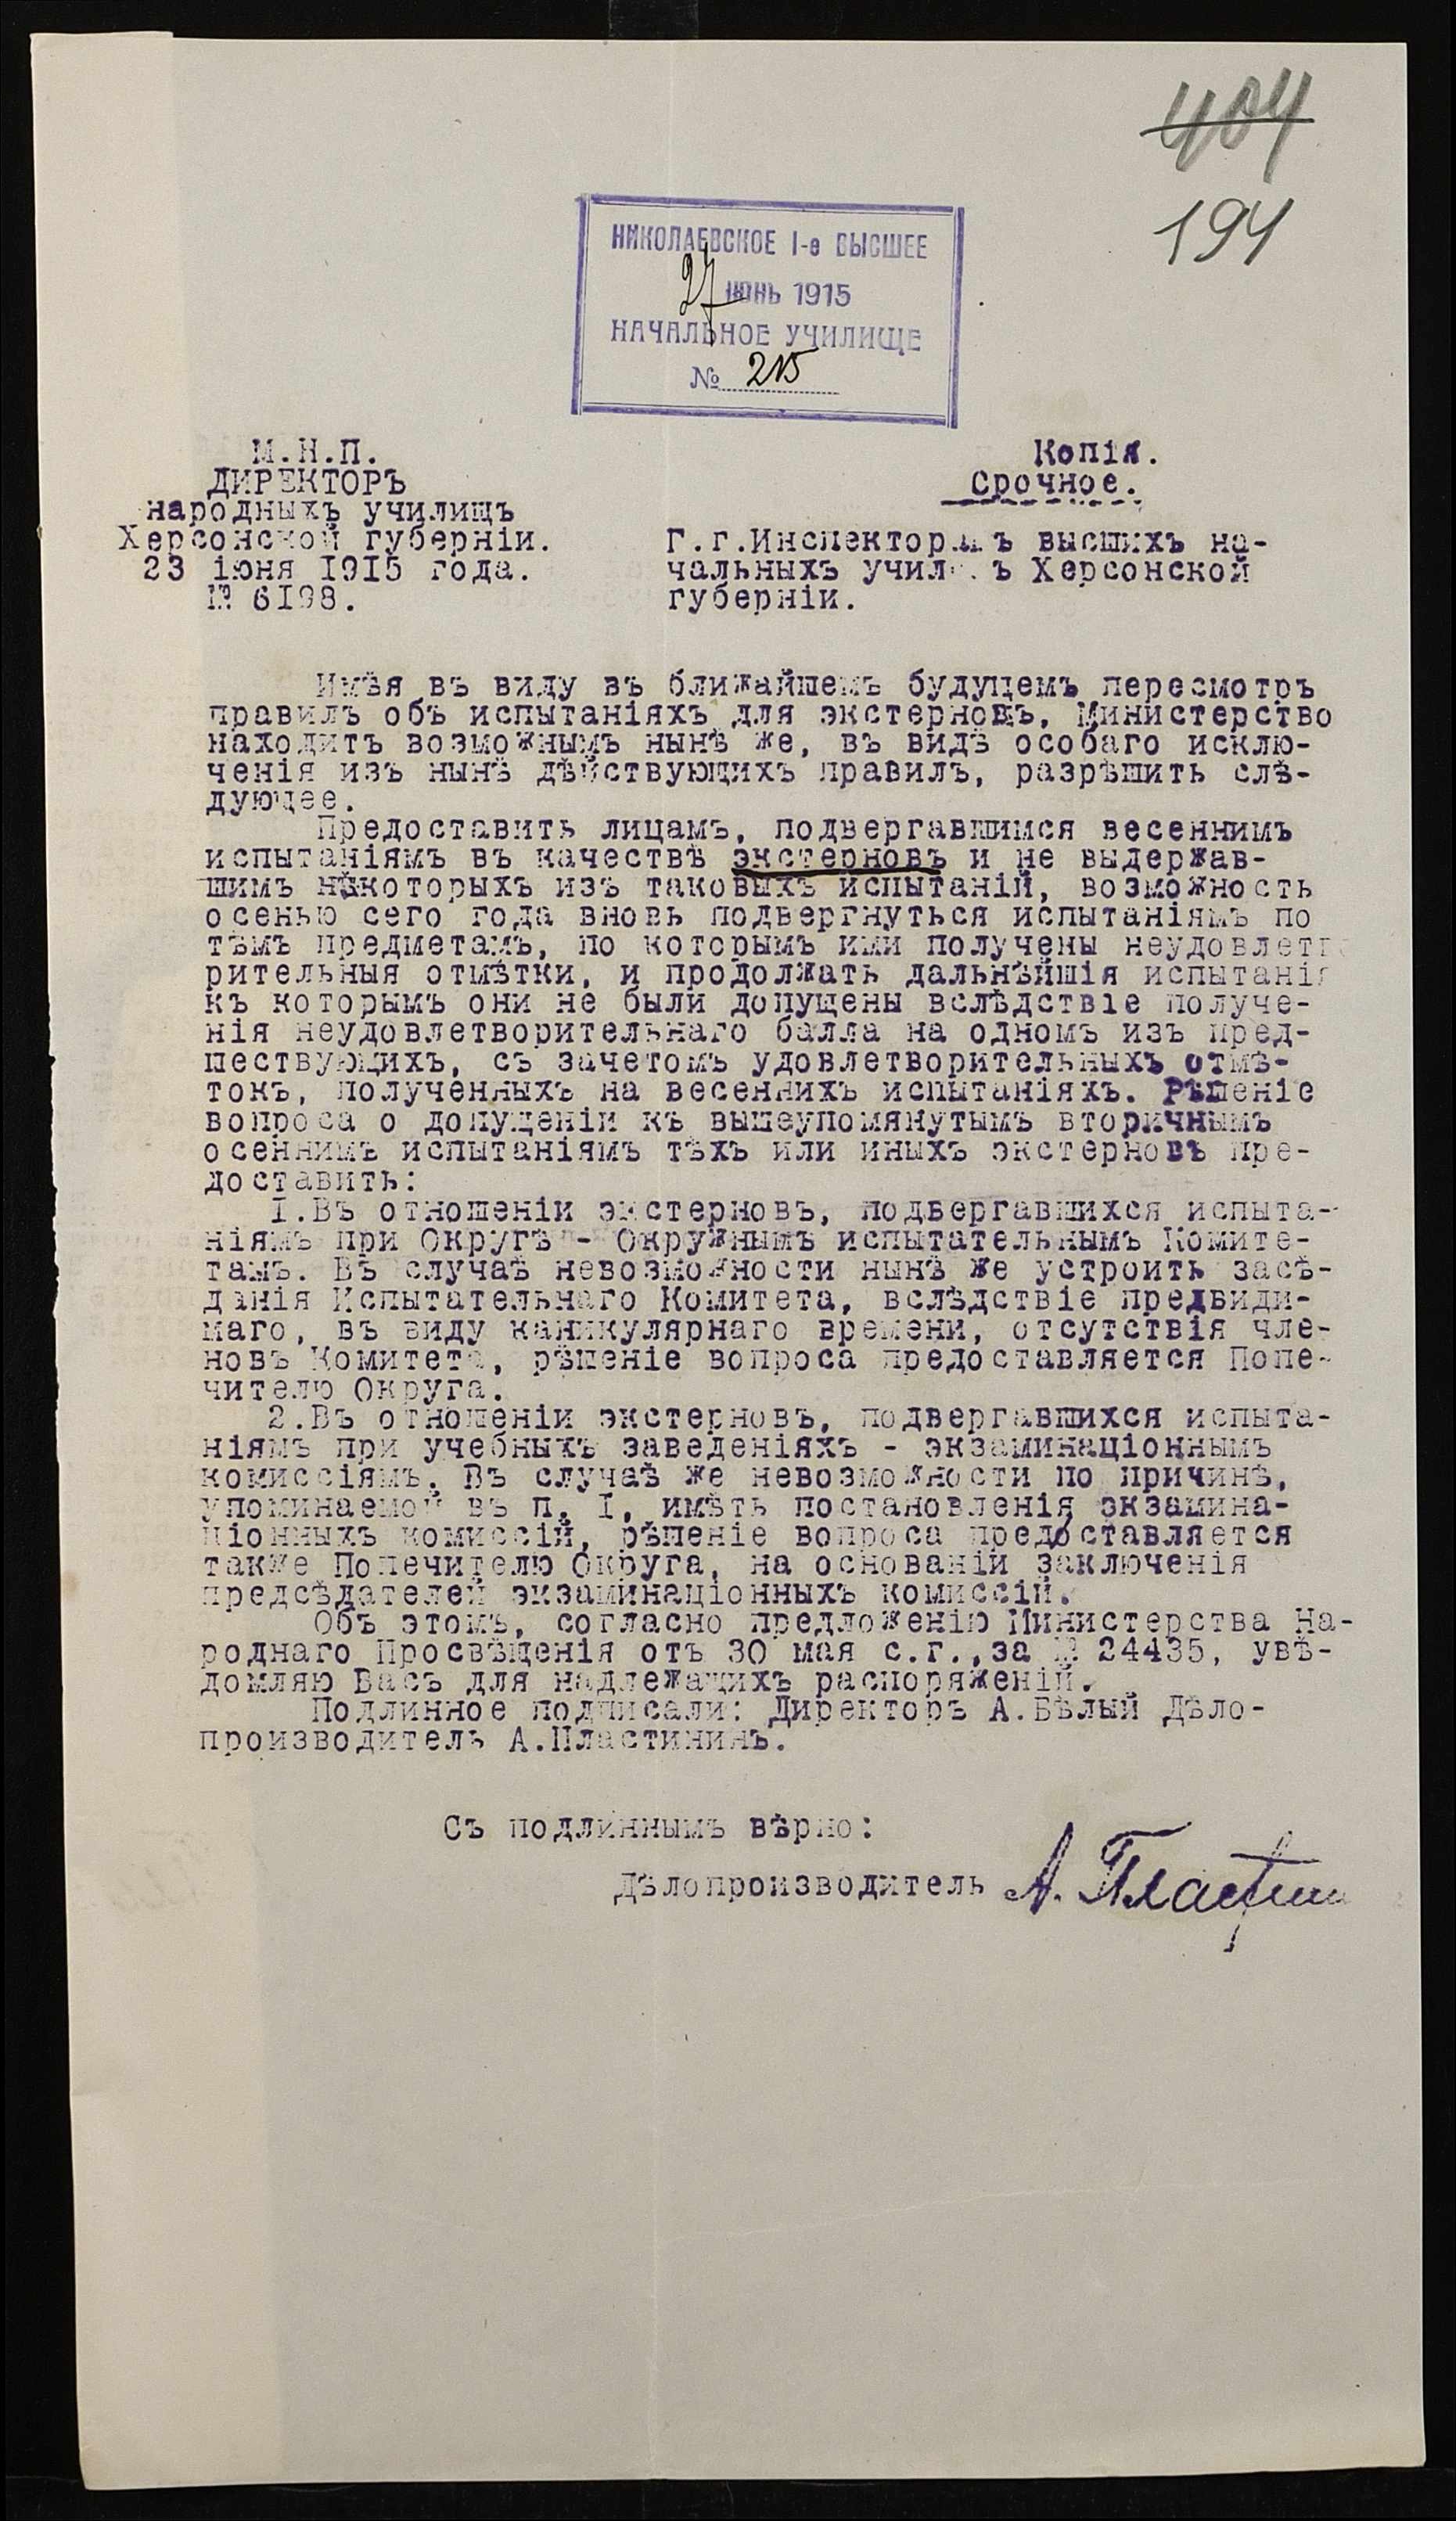 404
194
НИКОЛАЕВСКОЕ I-е ВЫСШЕЕ
27 июнь 1915
НАЧАЛЬНОЕ УЧИЛИЩЕ
№ 215
М.Н.П.
ДИРЕКТОРЪ
народныхъ училищъ
Херсонской губерніи.
23 іюня 1915 года.
№ 6198.
Копія.
Срочное.
Г.г.Инспекторамъ высшихъ на-
чальныхъ училищъ Херсонской
губерніи.
Имѣя въ виду въ ближайшемъ будущемъ пересмотръ
правилъ объ испытаніяхъ для экстерновъ, Министерство
находитъ возможнымъ нынѣ же, въ видѣ особаго исклю-
ченія изъ нынѣ дѣйствующихъ правилъ, разрѣшить слѣ-
дующее.
Предоставить лицамъ, подвергавшимся весеннимъ
испытаніямъ въ качествѣ экстерновъ и не выдержав-
шимъ нѣкоторыхъ изъ таковыхъ испытаній, возможность
осенью сего года вновь подвергнуться испытаніямъ по
тѣмъ предметамъ, по которымъ ими получены неудовлетво
рительныя отмѣтки, и продолжать дальнѣйшія испытанія
къ которымъ они не были допущены вслѣдствіе получе-
нія неудовлетворительнаго балла на одномъ изъ пред-
шествующихъ, съ зачетомъ удовлетворительныхъ отмѣ-
токъ, полученныхъ на весеннихъ испытаніяхъ. Рѣшеніе
вопроса о допущеніи къ вышеупомянутымъ вторичнымъ
осеннимъ испытаніямъ тѣхъ или иныхъ экстерновъ пре-
доставить:
1.Въ отношеніи экстерновъ, подвергавшихся испыта-
ніямъ при Округѣ - Окружнымъ испытательнымъ Комите-
тамъ. Въ случаѣ невозможности нынѣ же устроить засѣ-
данія Испытательнаго Комитета, вслѣдствіе предвиди-
маго, въ виду каникулярнаго времени, отсутствія чле-
новъ Комитета, рѣшеніе вопроса предоставляется Попе-
чителю Округа.
2.Въ отношеніи экстерновъ, подвергавшихся испыта-
ніямъ при учебныхъ заведеніяхъ - экзаминаціоннымъ
комиссіямъ. Въ случаѣ же невозможности по причинѣ,
упоминаемой въ п. 1, имѣть постановленія экзамина-
ціонныхъ комиссій, рѣшеніе вопроса предоставляется
также Попечителю Округа, на основаніи заключенія
предсѣдателей экзаминаціонныхъ комиссій.
Объ этомъ, согласно предложенію Министерства На-
роднаго Просвѣщенія отъ 30 мая с.г.,за № 24435, увѣ-
домляю Васъ для надлежащихъ распоряженій.
Подлинное подписали: Директоръ А.Бѣлый Дѣло-
производитель А.Пластининъ.
Съ подлиннымъ вѣрно:
Дѣлопроизводитель А. Пластинин